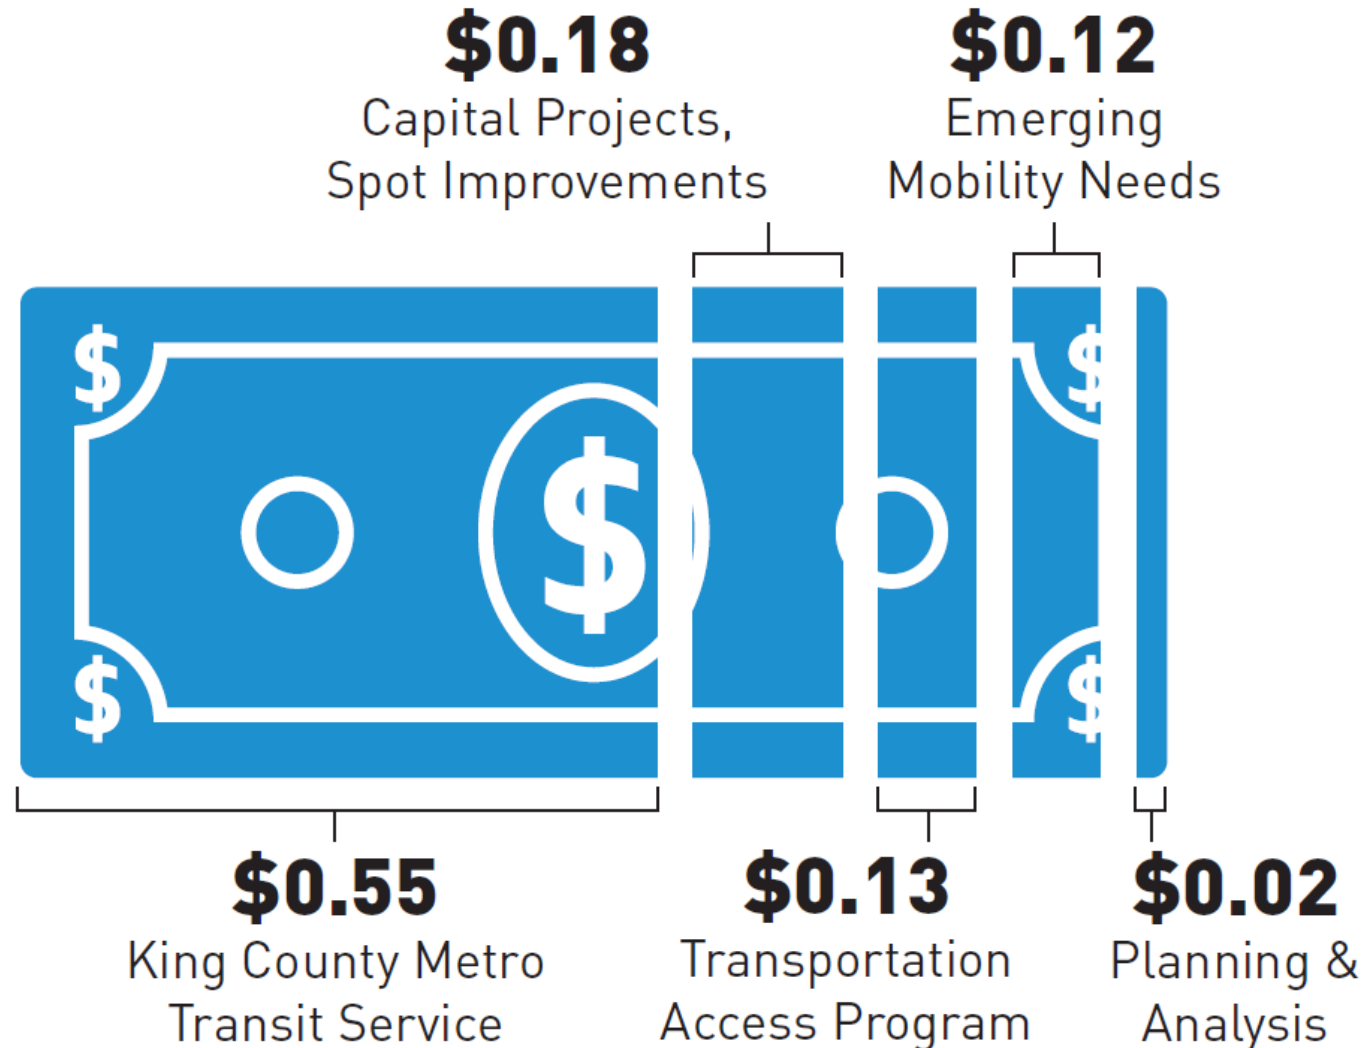 $0.18
Capital Projects,
Spot Improvements
$0.12
Emerging
Mobility Needs
$
$
$
$
$
$0.55
King County Metro
Transit Service
$0.13
Transportation
Access Program
$0.02
Planning &
Analysis